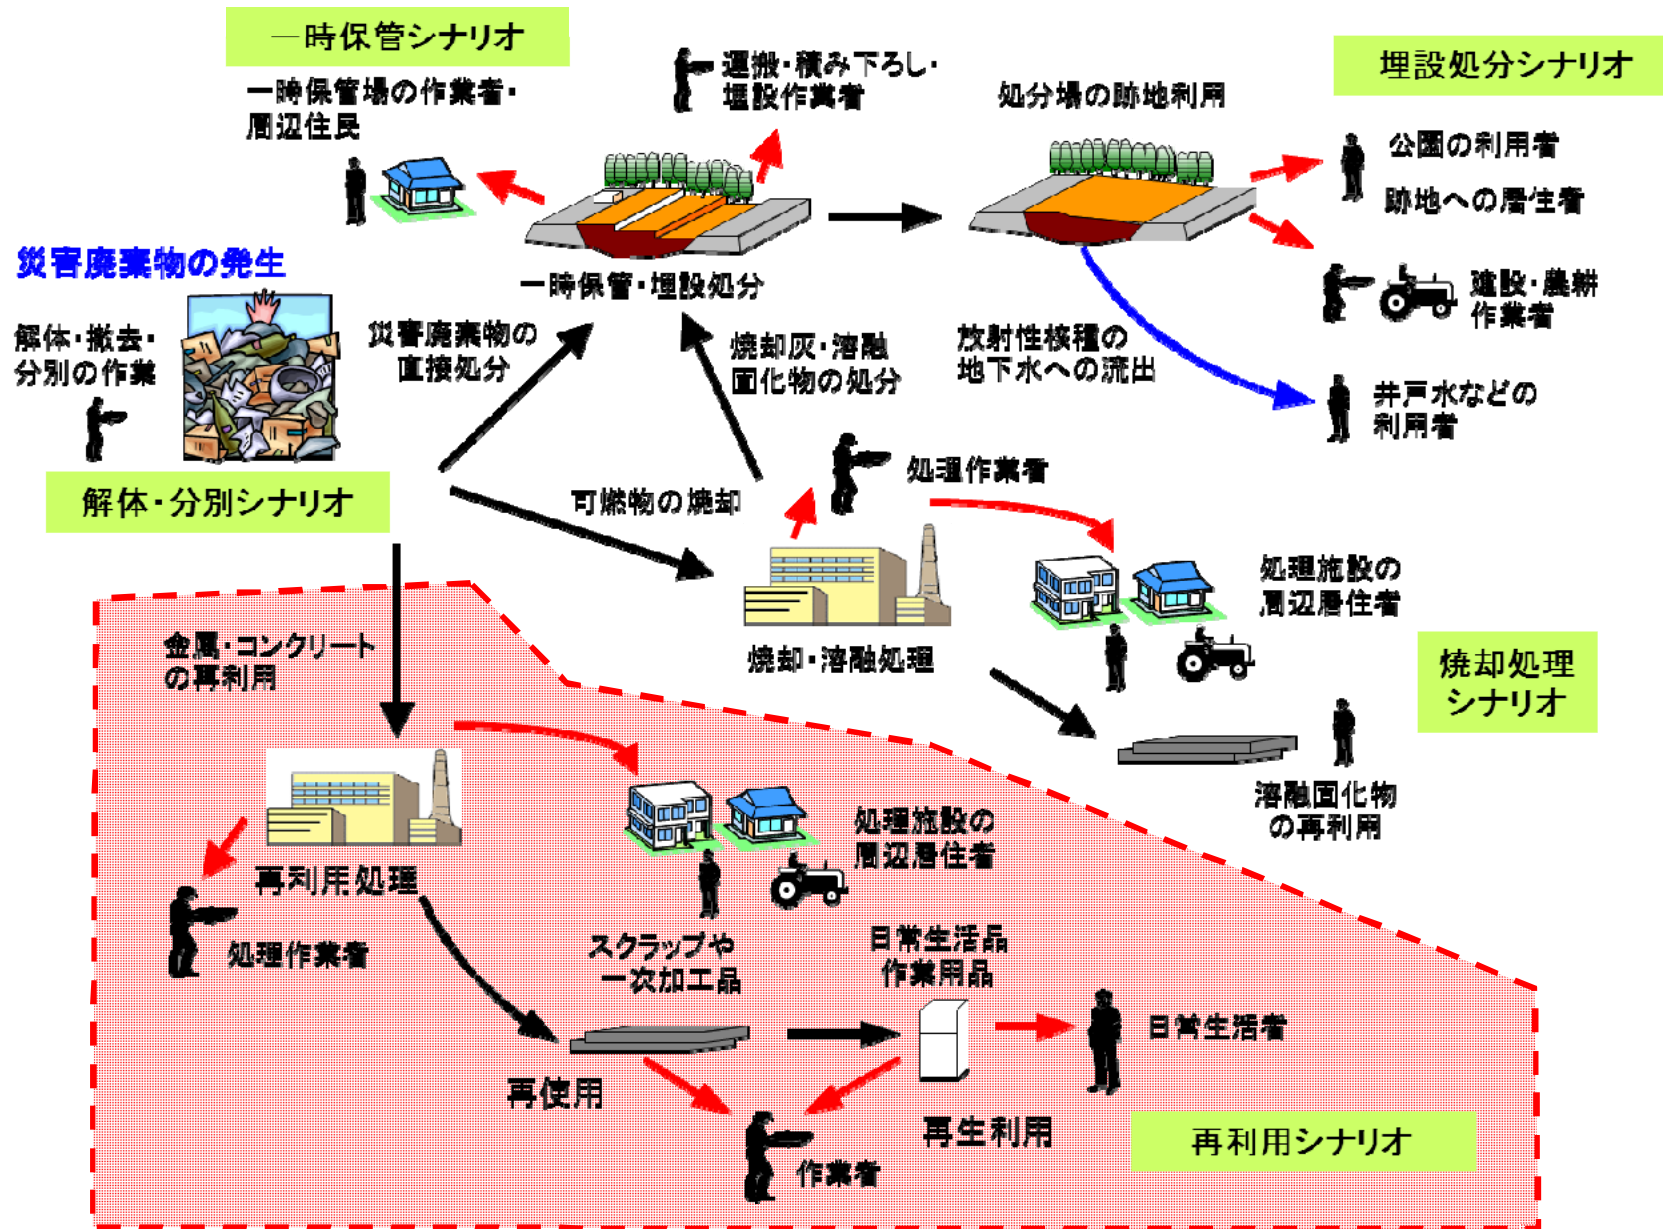 一時保管シナリオ
一時保管場の作業者・
周辺住民
運搬・積み下ろし・
埋設作業者
処分場の跡地利用
埋設処分シナリオ
公園の利用者
跡地への居住者
建設・農耕
作業者
井戸水などの
利用者
災害廃棄物の発生
解体・撤去・
分別の作業
一時保管・埋設処分
災害廃棄物の
直接処分
焼却灰・溶融
固化物の処分
放射性核種の
地下水への流出
解体・分別シナリオ
可燃物の焼却
処理作業者
処理施設の
周辺居住者
焼却・溶融処理
焼却処理
シナリオ
溶融固化物
の再利用
金属・コンクリート
の再利用
再利用処理
処理作業者
処理施設の
周辺居住者
スクラップや
一次加工品
日常生活品
作業用品
日常生活者
再使用
再生利用
作業者
再利用シナリオ